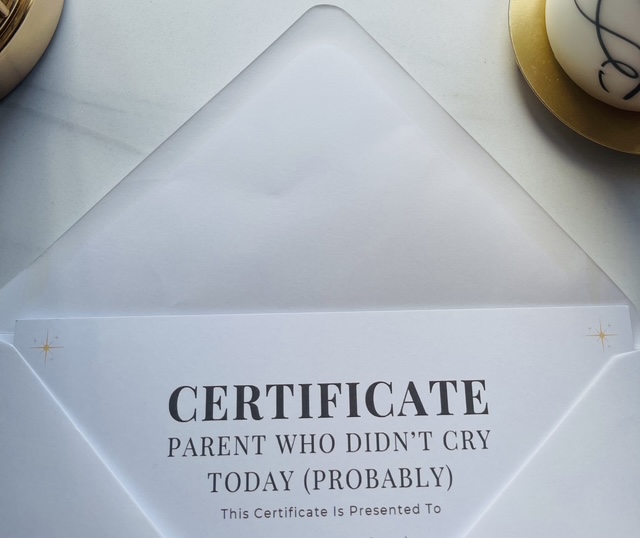 CERTIFICATE
PARENT WHO DIDN'T CRY
TODAY (PROBABLY)
This Certificate Is Presented To